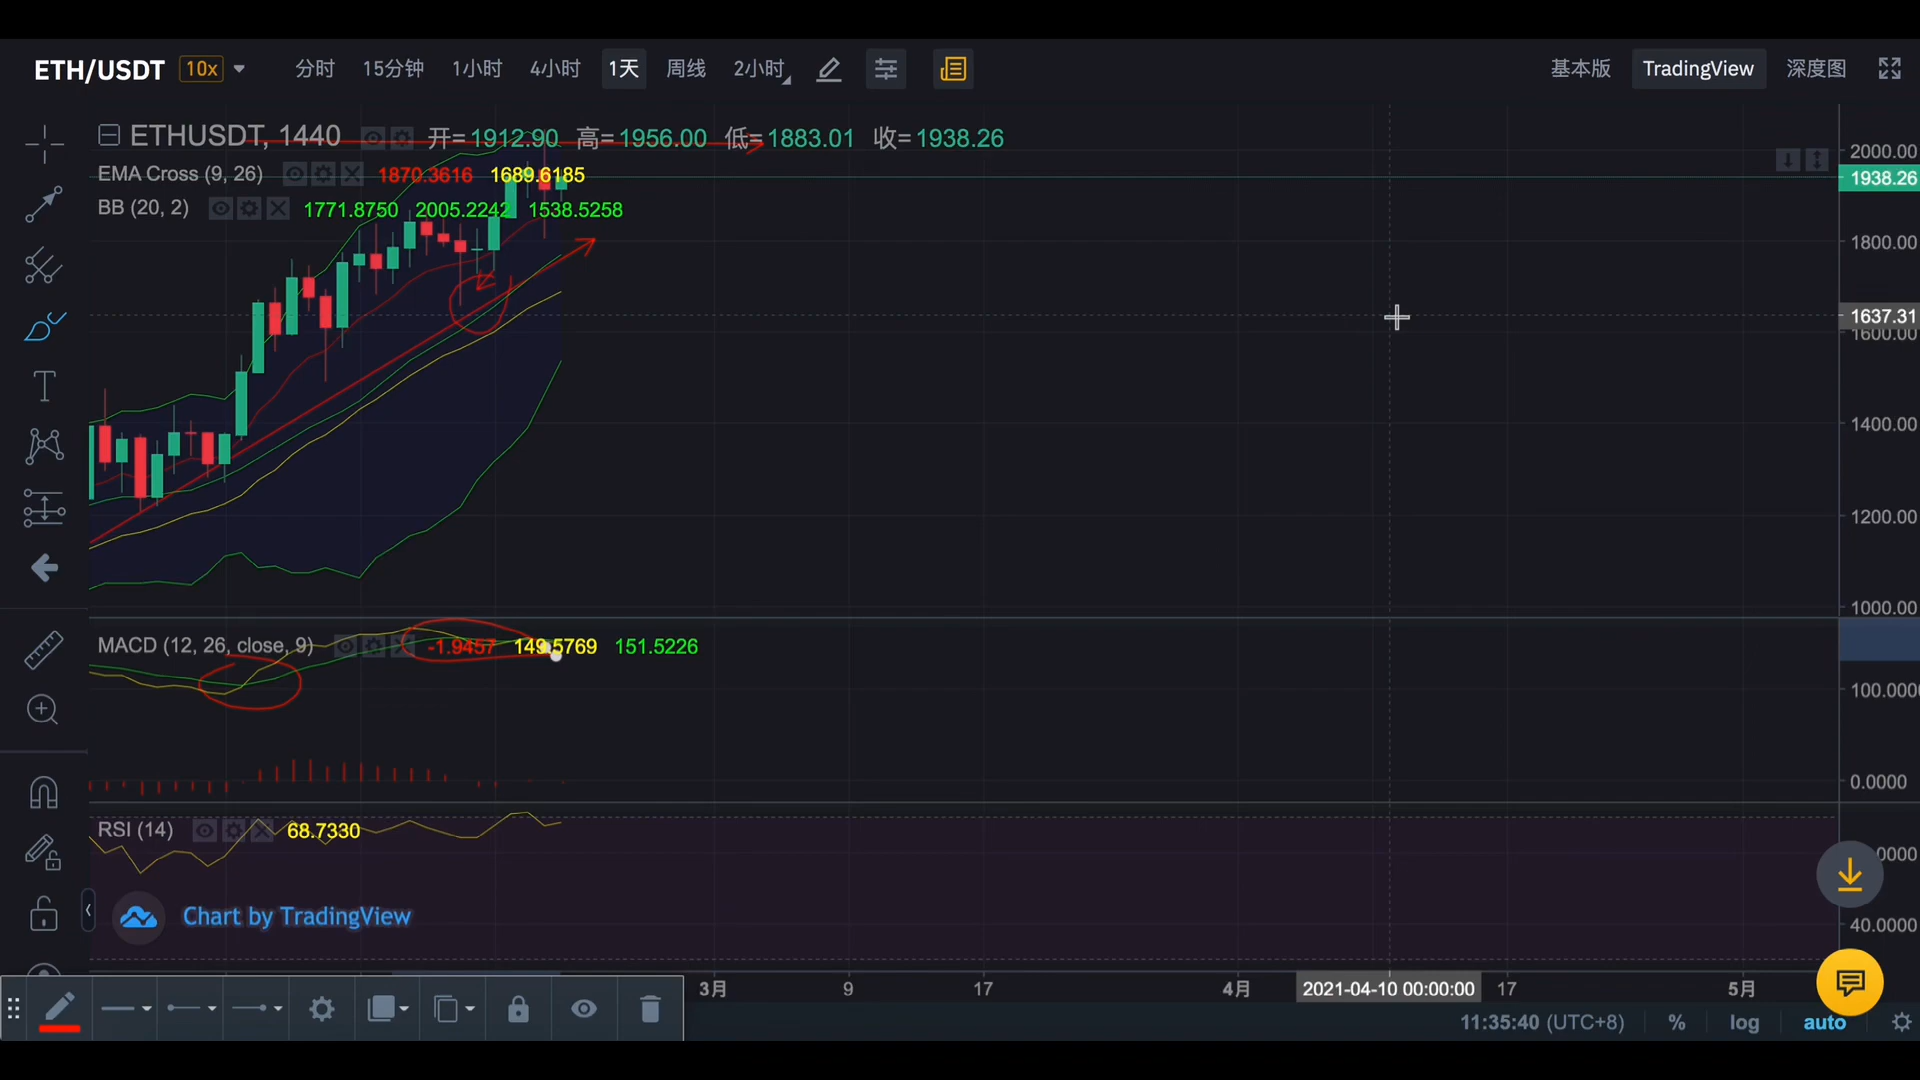 ETH/USDT 10x 分时 15分钟 1小时 4小时 1天 周线 2小时 基本版 TradingView 深度图
ETHUSDT, 1440 开=1912.90 高=1956.00 低=1883.01 收=1938.26
EMA Cross (9, 26) 1870.3616 1689.6185
BB (20, 2) 1771.8750 2005.2242 1538.5258
2000.00
1938.26
1800.00
1637.31
1600.00
1400.00
1200.00
1000.00
MACD (12, 26, close, 9) -1.9457 149.5769 151.5226
100.0000
0.0000
RSI (14) 68.7330
Chart by TradingView
40.0000
3月 9 17 4月 2021-04-10 00:00:00 17 5月
11:35:40 (UTC+8) % log auto